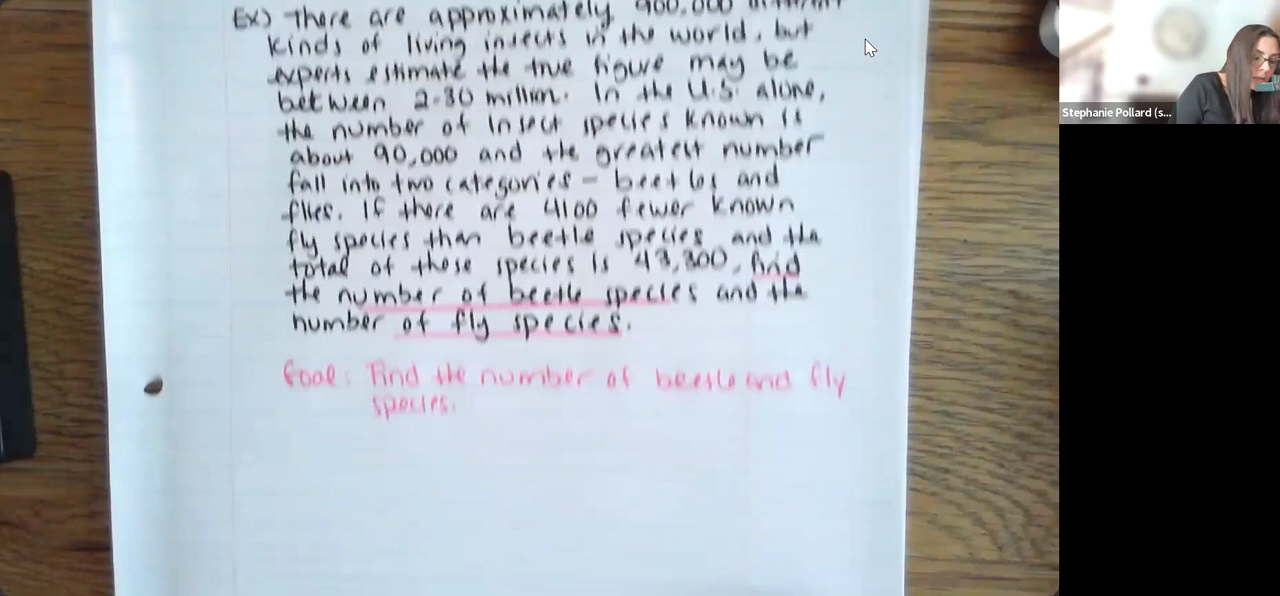 Ex) There are approximately 900,000 different
kinds of living insects in the world, but
experts estimate the true figure may be
between 2-30 million. In the U.S. alone,
the number of insect species known is
about 90,000 and the greatest number
fall into two categories - beetles and
flies. If there are 4100 fewer known
fly species than beetle species and the
total of these species is 43,300, find
the number of beetle species and the
number of fly species.
Goal: Find the number of beetle and fly
species.
Stephanie Pollard (s...